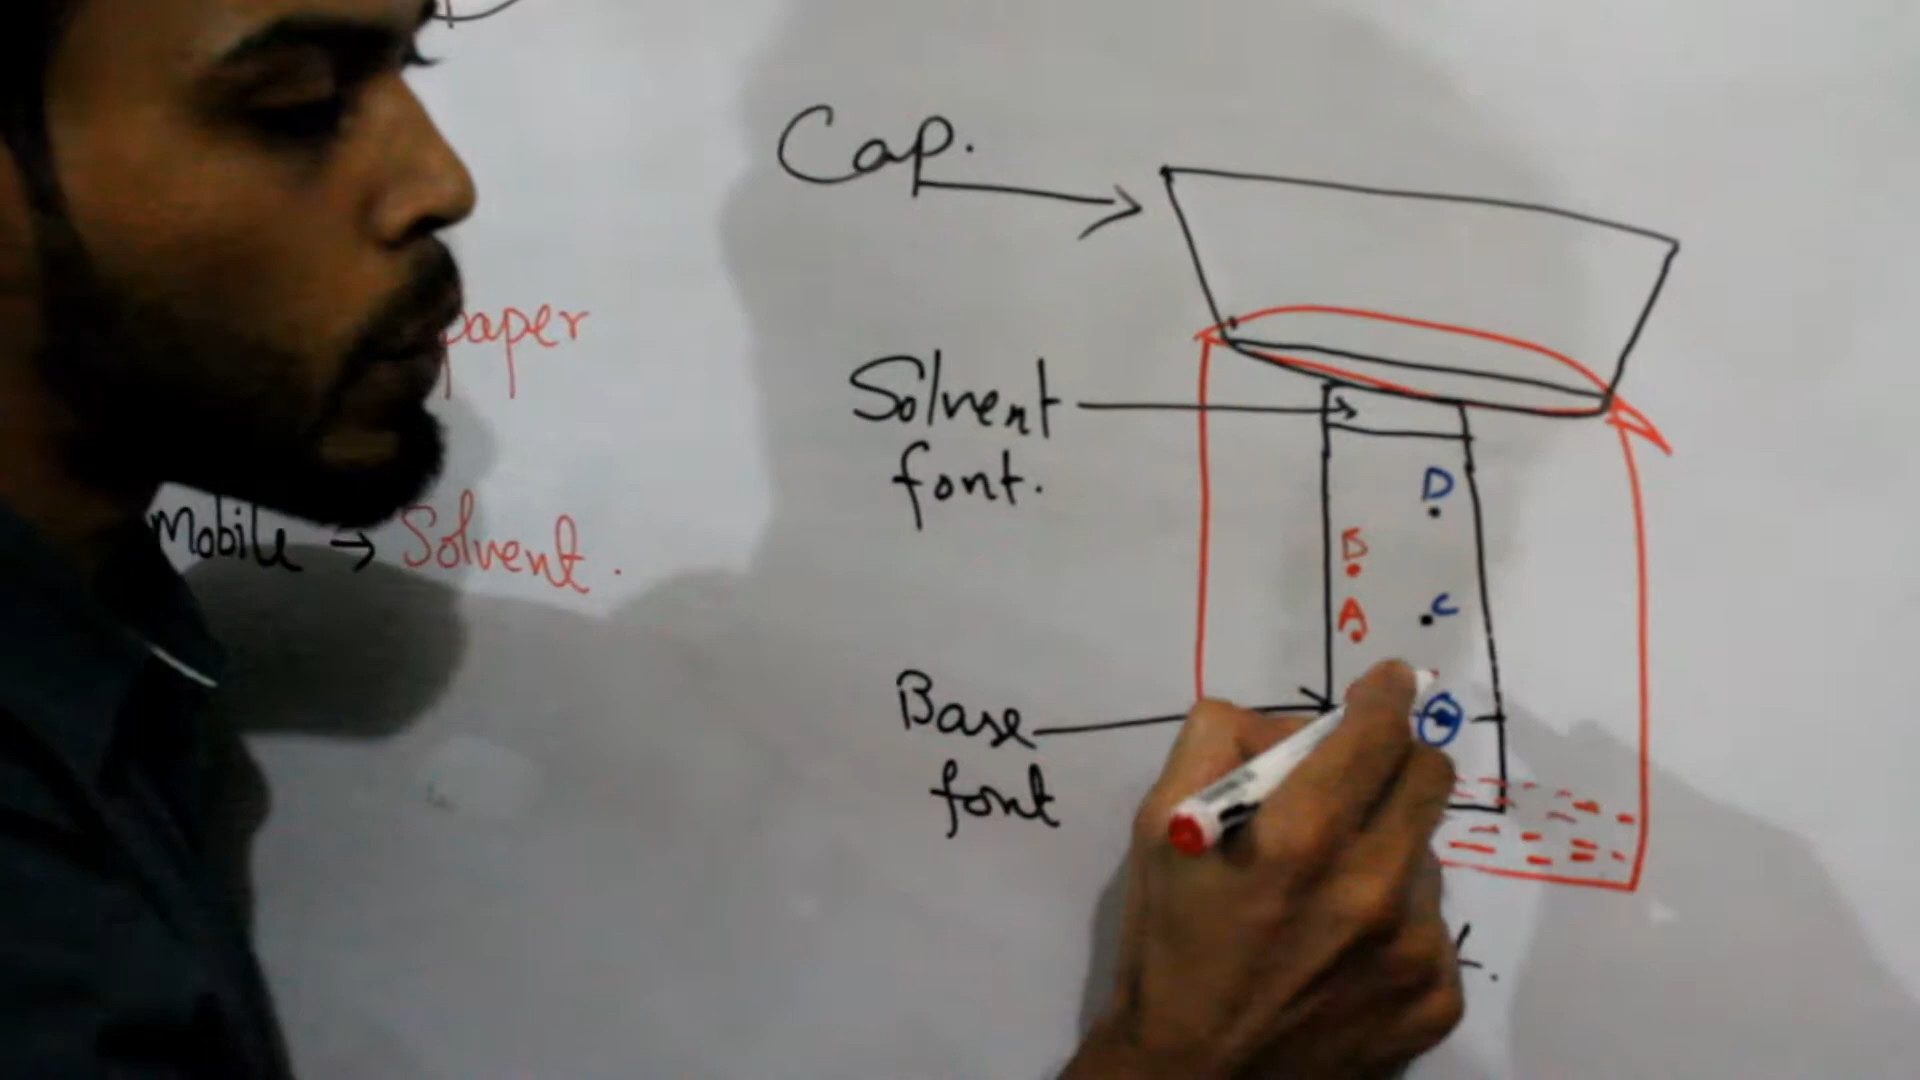 Cap.
paper
Solvent
font.
Mobile → Solvent.
D
B
A
C
Base
font